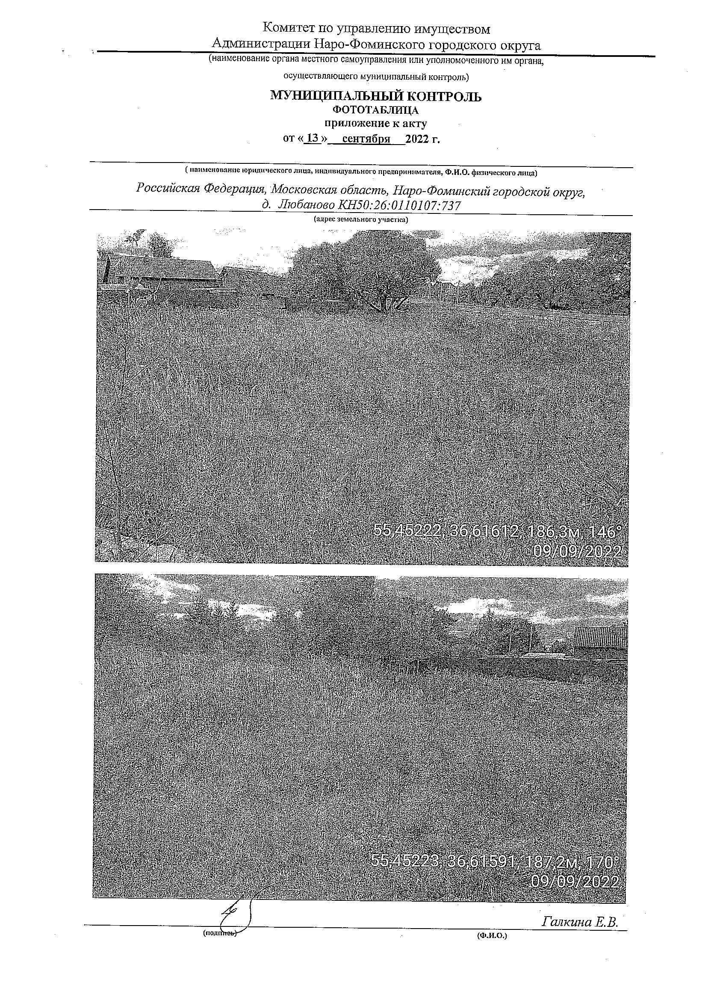 Комитет по управлению имуществом
Администрации Наро-Фоминского городского округа
(наименование органа местного самоуправления или уполномоченного им органа,
осуществляющего муниципальный контроль)
МУНИЦИПАЛЬНЫЙ КОНТРОЛЬ
ФОТОТАБЛИЦА
приложение к акту
от « 13 » сентября 2022 г.
( наименование юридического лица, индивидуального предпринимателя, Ф.И.О. физического лица)
Российская Федерация, Московская область, Наро-Фоминский городской округ,
д. Любаново КН50:26:0110107:737
(адрес земельного участка)
55,45222, 36,61612, 186,3м, 146°
09/09/2022
55,45223, 36,61591, 187,2м, 170°
09/09/2022
Галкина Е.В.
(подпись)
(Ф.И.О.)